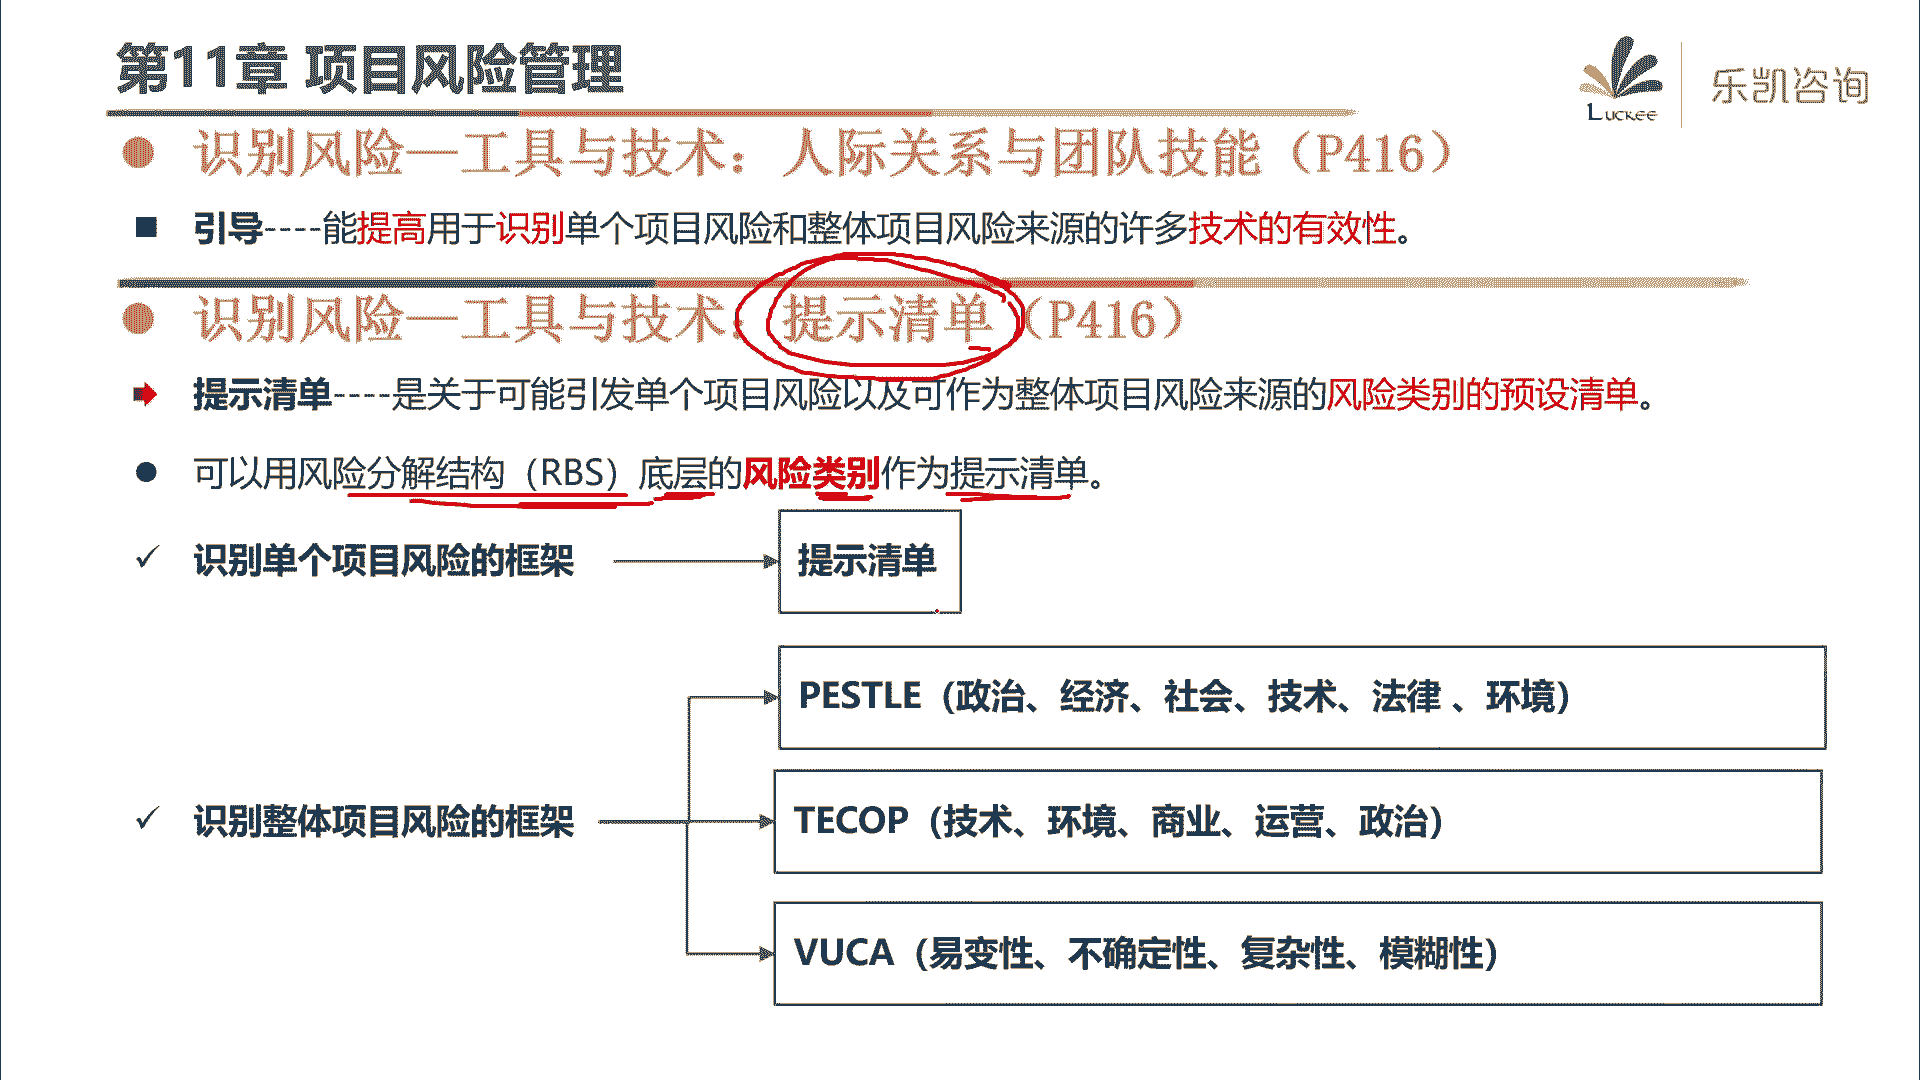 第11章 项目风险管理
LUCKEE
乐凯咨询
识别风险—工具与技术：人际关系与团队技能（P416）
引导----能提高用于识别单个项目风险和整体项目风险来源的许多技术的有效性。
识别风险—工具与技术：提示清单（P416）
提示清单----是关于可能引发单个项目风险以及可作为整体项目风险来源的风险类别的预设清单。
可以用风险分解结构（RBS）底层的风险类别作为提示清单。
识别单个项目风险的框架
提示清单
PESTLE（政治、经济、社会、技术、法律 、环境）
识别整体项目风险的框架
TECOP（技术、环境、商业、运营、政治）
VUCA（易变性、不确定性、复杂性、模糊性）